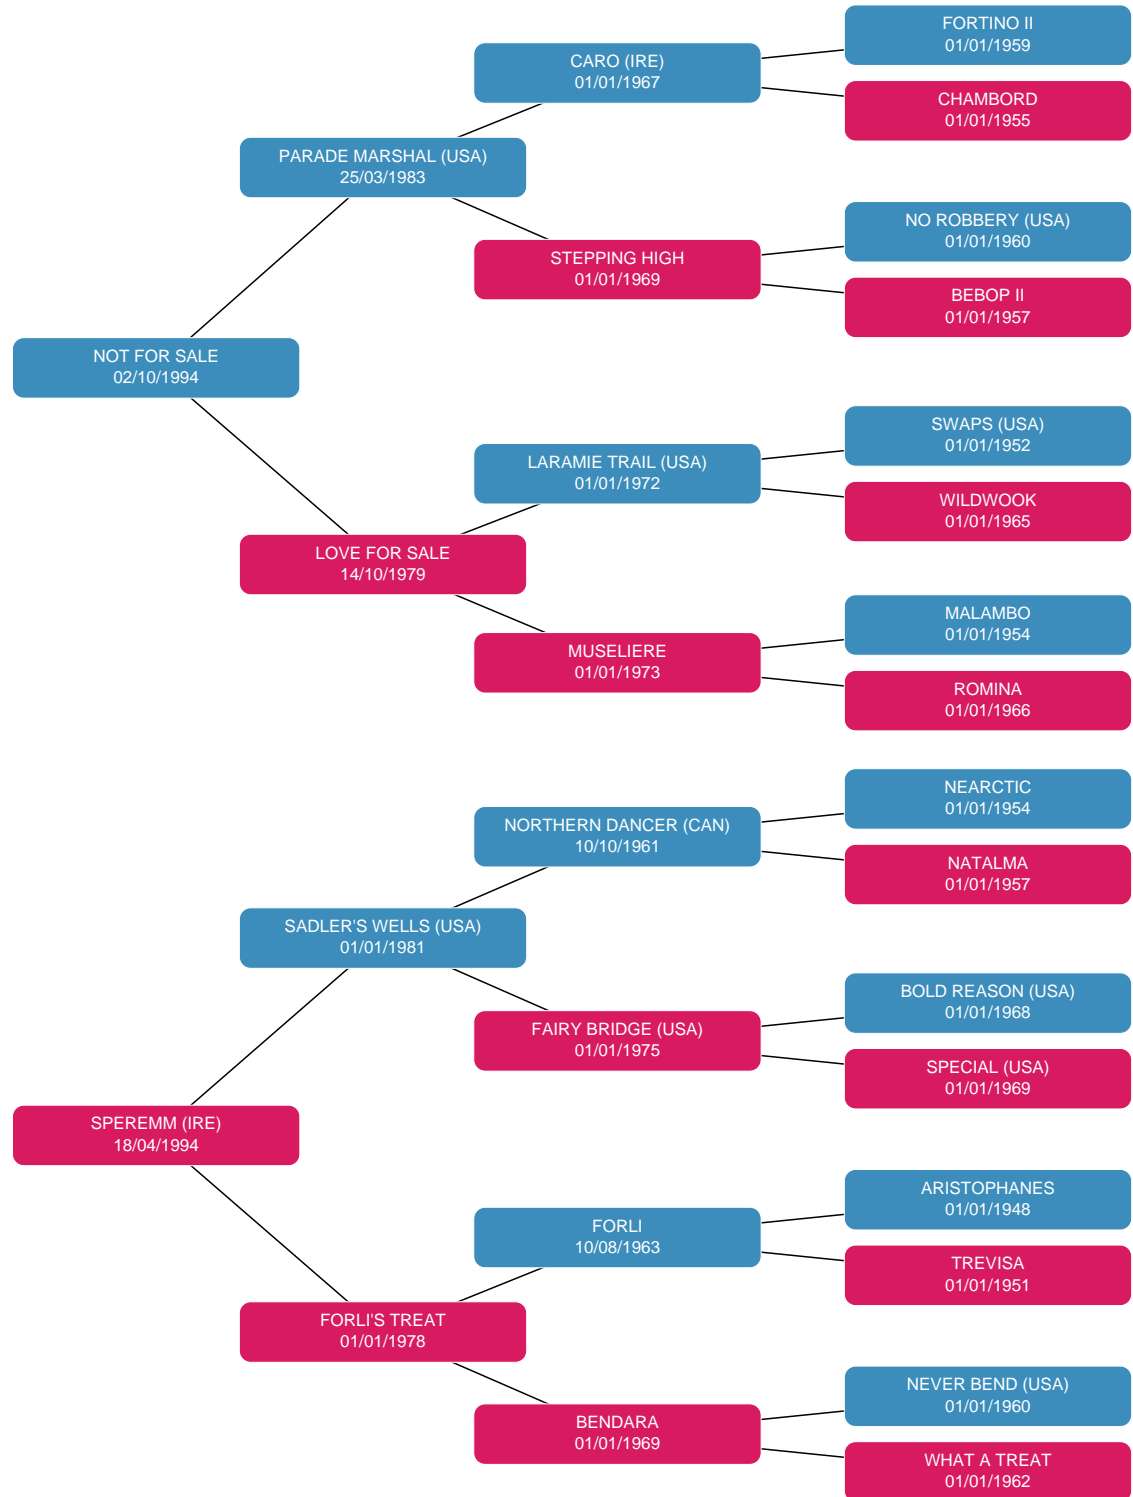 FORTINO II
01/01/1959
CARO (IRE)
01/01/1967
CHAMBORD
01/01/1955
PARADE MARSHAL (USA)
25/03/1983
NO ROBBERY (USA)
01/01/1960
STEPPING HIGH
01/01/1969
BEBOP II
01/01/1957
NOT FOR SALE
02/10/1994
SWAPS (USA)
01/01/1952
LARAMIE TRAIL (USA)
01/01/1972
WILDWOOK
01/01/1965
LOVE FOR SALE
14/10/1979
MALAMBO
01/01/1954
MUSELIERE
01/01/1973
ROMINA
01/01/1966
NEARCTIC
01/01/1954
NORTHERN DANCER (CAN)
10/10/1961
NATALMA
01/01/1957
SADLER'S WELLS (USA)
01/01/1981
BOLD REASON (USA)
01/01/1968
FAIRY BRIDGE (USA)
01/01/1975
SPECIAL (USA)
01/01/1969
SPEREMM (IRE)
18/04/1994
ARISTOPHANES
01/01/1948
FORLI
10/08/1963
TREVISA
01/01/1951
FORLI'S TREAT
01/01/1978
NEVER BEND (USA)
01/01/1960
BENDARA
01/01/1969
WHAT A TREAT
01/01/1962